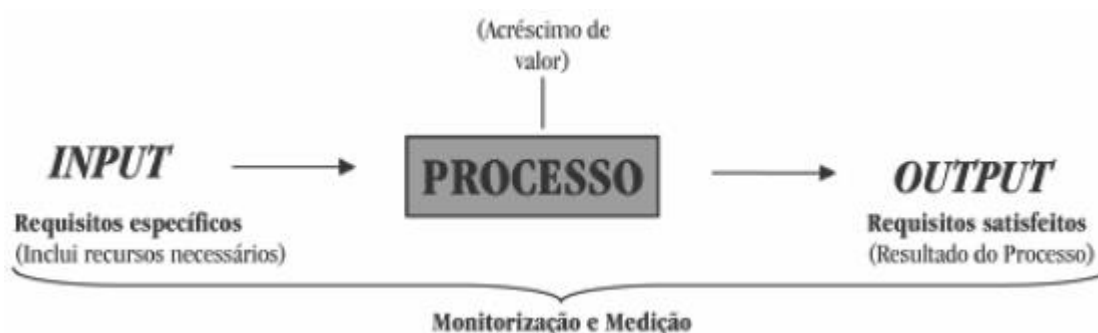 (Acréscimo de
valor)
INPUT
PROCESSO
OUTPUT
Requisitos específicos
(Inclui recursos necessários)
Requisitos satisfeitos
(Resultado do Processo)
Monitorização e Medição